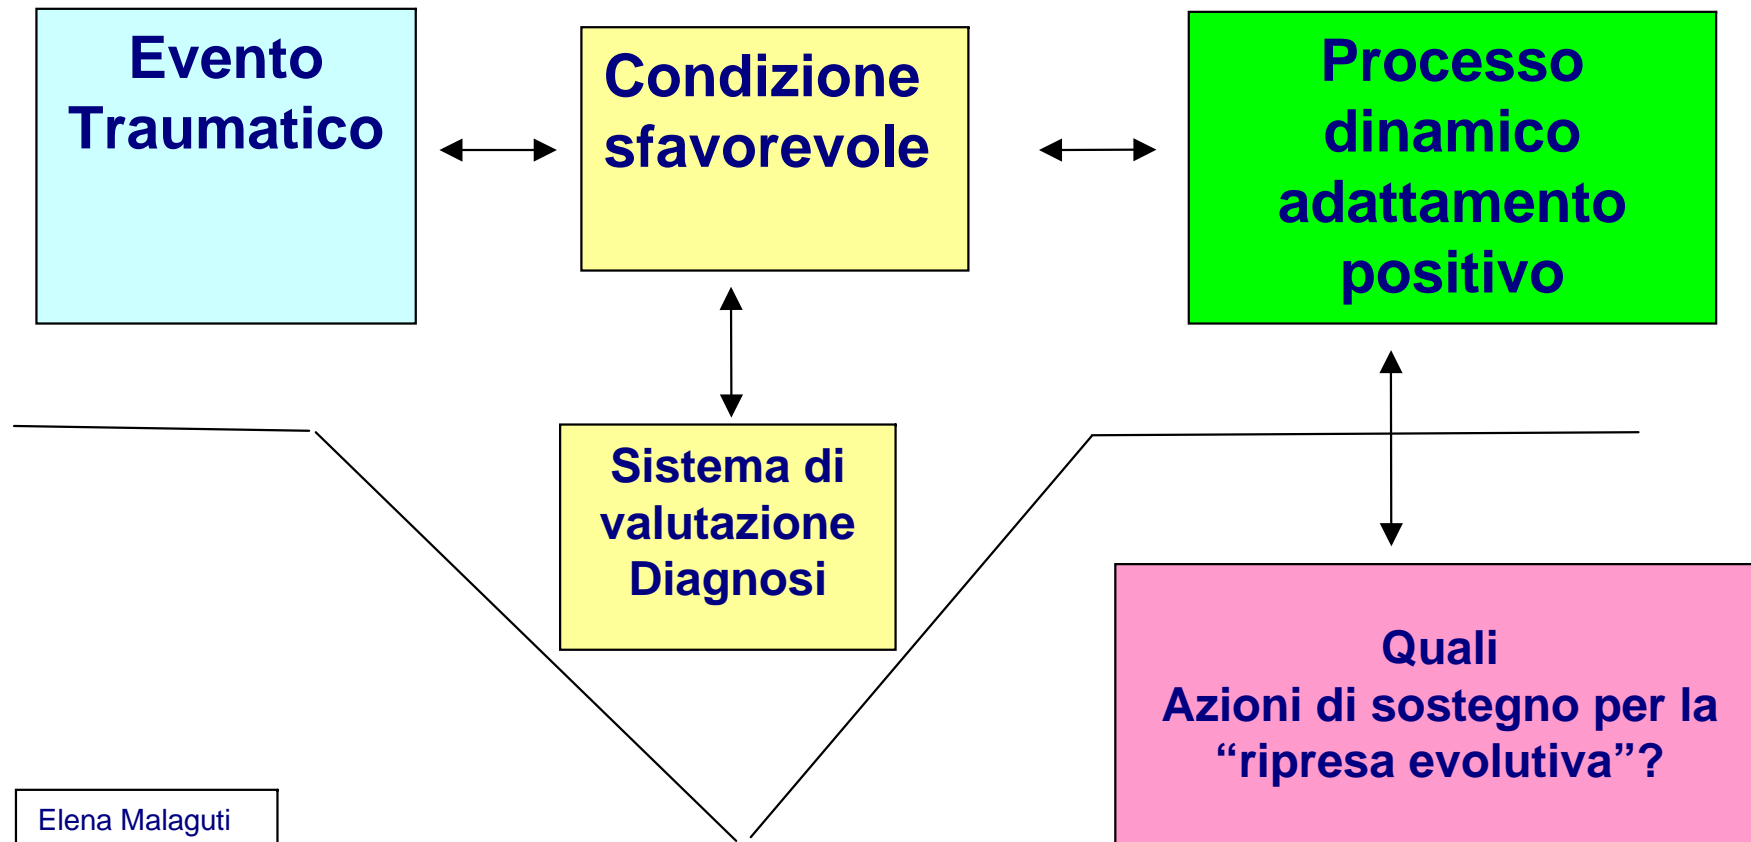 Evento
Traumatico
Condizione
sfavorevole
Processo
dinamico
adattamento
positivo
Sistema di
valutazione
Diagnosi
Quali
Azioni di sostegno per la
“ripresa evolutiva”?
Elena Malaguti